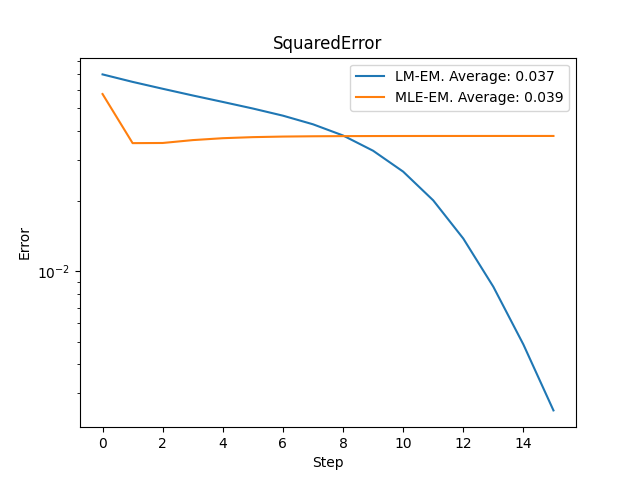 SquaredError
LM-EM. Average: 0.037
MLE-EM. Average: 0.039
Error
10⁻²
0 2 4 6 8 10 12 14
Step